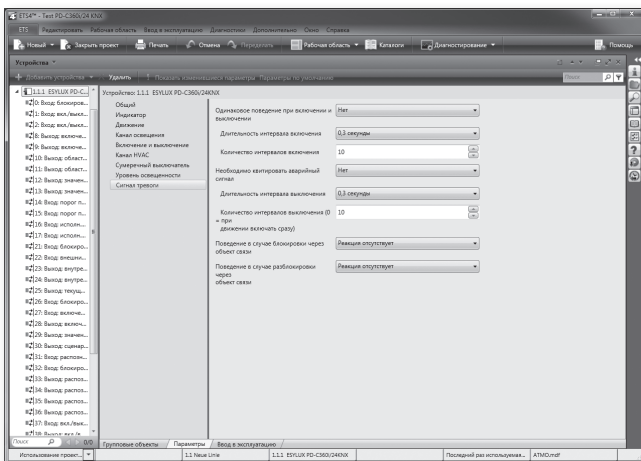 ETS4™ - Test PD-C360i/24 KNX
ETS Редактировать Рабочая область Ввод в эксплуатацию Диагностики Дополнительно Окно Справка
Новый Закрыть проект Печать Отмена Переделать Рабочая область Каталоги Диагностирование Помощь
Устройства
Добавить устройства Удалить Показать изменившиеся параметры Параметры по умолчанию Поиск
1.1.1 ESYLUX PD-C...
0: Вход: блокиров...
1: Вход: вкл./выкл...
2: Вход: вкл./выкл...
8: Выход: включе...
9: Выход: включе...
10: Выход: област...
11: Выход: област...
12: Выход: значен...
13: Выход: значен...
14: Вход: порог п...
15: Вход: порог п...
16: Вход: исполн...
17: Вход: исполн...
21: Вход: блокиро...
22: Вход: внешни...
23: Выход: внутре...
24: Выход: внутре...
25: Выход: текущ...
26: Вход: блокиро...
27: Вход: включе...
28: Выход: включ...
29: Выход: значен...
30: Выход: сценар...
31: Вход: распозн...
32: Вход: блокиро...
33: Выход: распоз...
34: Выход: распоз...
35: Выход: распоз...
36: Выход: распоз...
37: Вход: вкл./вык...
38: Выход: вкл./в...
Поиск 0/0
Устройство: 1.1.1 ESYLUX PD-C360i/24KNX
Общий
Индикатор
Движение
Канал освещения
Включение и выключение
Канал HVAC
Сумеречный выключатель
Уровень освещенности
Сигнал тревоги
Одинаковое поведение при включении и выключении Нет
Длительность интервала включения 0,3 секунды
Количество интервалов включения 10
Необходимо квитировать аварийный сигнал Нет
Длительность интервала выключения 0,3 секунды
Количество интервалов выключения (0 = при движении включать сразу) 10
Поведение в случае блокировки через объект связи Реакция отсутствует
Поведение в случае разблокировки через объект связи Реакция отсутствует
Групповые объекты Параметры Ввод в эксплуатацию
Использование проект... 1.1 Neue Linie 1.1.1 ESYLUX PD-C360i/24KNX Последний раз используемая... ATMO.mdf